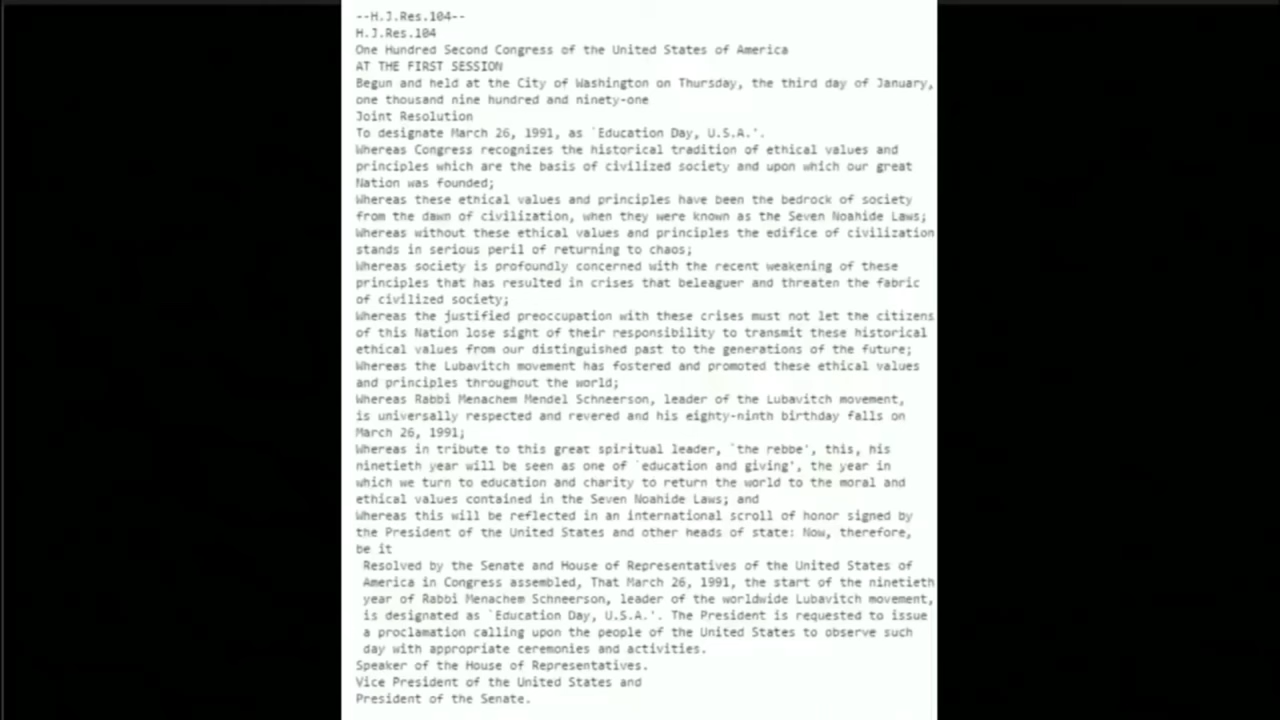 --H.J.Res.104--
H.J.Res.104
One Hundred Second Congress of the United States of America
AT THE FIRST SESSION
Begun and held at the City of Washington on Thursday, the third day of January,
one thousand nine hundred and ninety-one
Joint Resolution
To designate March 26, 1991, as `Education Day, U.S.A.'.
Whereas Congress recognizes the historical tradition of ethical values and
principles which are the basis of civilized society and upon which our great
Nation was founded;
Whereas these ethical values and principles have been the bedrock of society
from the dawn of civilization, when they were known as the Seven Noahide Laws;
Whereas without these ethical values and principles the edifice of civilization
stands in serious peril of returning to chaos;
Whereas society is profoundly concerned with the recent weakening of these
principles that has resulted in crises that beleaguer and threaten the fabric
of civilized society;
Whereas the justified preoccupation with these crises must not let the citizens
of this Nation lose sight of their responsibility to transmit these historical
ethical values from our distinguished past to the generations of the future;
Whereas the Lubavitch movement has fostered and promoted these ethical values
and principles throughout the world;
Whereas Rabbi Menachem Mendel Schneerson, leader of the Lubavitch movement,
is universally respected and revered and his eighty-ninth birthday falls on
March 26, 1991;
Whereas in tribute to this great spiritual leader, `the rebbe', this, his
ninetieth year will be seen as one of `education and giving', the year in
which we turn to education and charity to return the world to the moral and
ethical values contained in the Seven Noahide Laws; and
Whereas this will be reflected in an international scroll of honor signed by
the President of the United States and other heads of state: Now, therefore,
be it
Resolved by the Senate and House of Representatives of the United States of
America in Congress assembled, That March 26, 1991, the start of the ninetieth
year of Rabbi Menachem Schneerson, leader of the worldwide Lubavitch movement,
is designated as `Education Day, U.S.A.'. The President is requested to issue
a proclamation calling upon the people of the United States to observe such
day with appropriate ceremonies and activities.
Speaker of the House of Representatives.
Vice President of the United States and
President of the Senate.